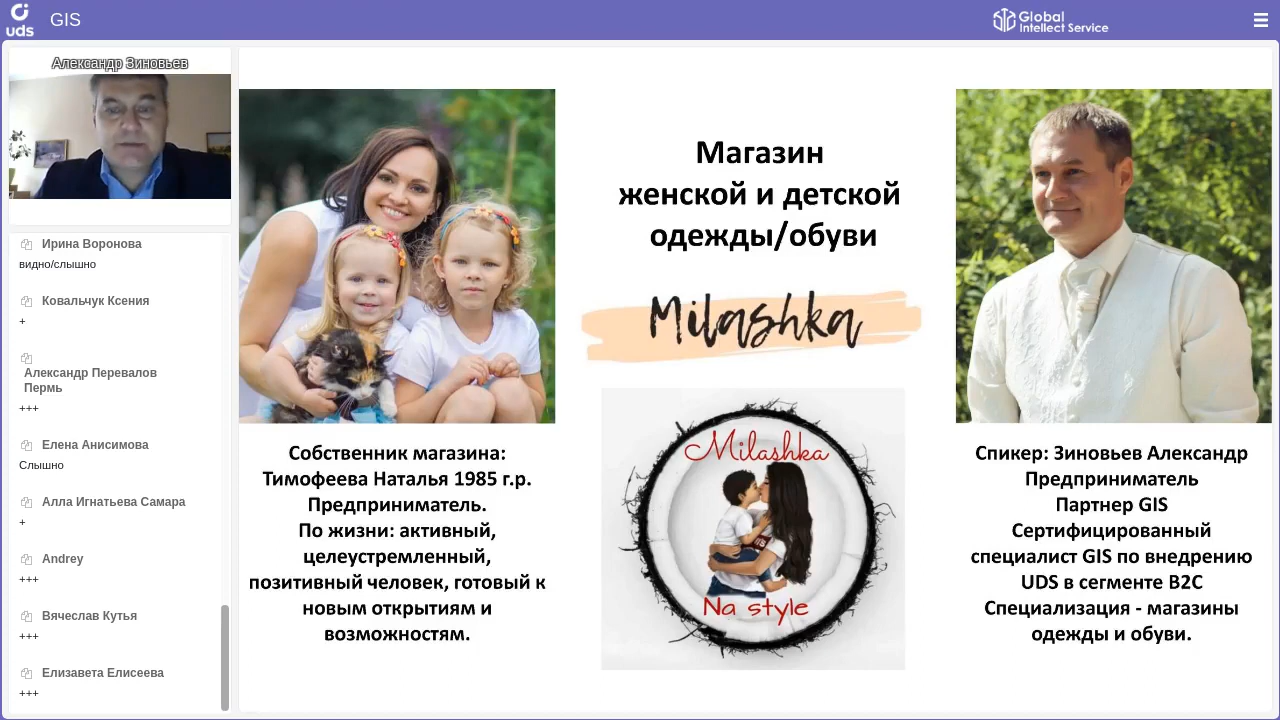 uds
GIS
Global
Intellect Service
Александр Зиновьев
Ирина Воронова
видно/слышно
Ковальчук Ксения
+
Александр Перевалов
Пермь
+++
Елена Анисимова
Слышно
Алла Игнатьева Самара
+
Andrey
+++
Вячеслав Кутья
+++
Елизавета Елисеева
+++
Собственник магазина:
Тимофеева Наталья 1985 г.р.
Предприниматель.
По жизни: активный,
целеустремленный,
позитивный человек, готовый к
новым открытиям и
возможностям.
Магазин
женской и детской
одежды/обуви
Milashka
Milashka
Na style
Спикер: Зиновьев Александр
Предприниматель
Партнер GIS
Сертифицированный
специалист GIS по внедрению
UDS в сегменте B2C
Специализация - магазины
одежды и обуви.